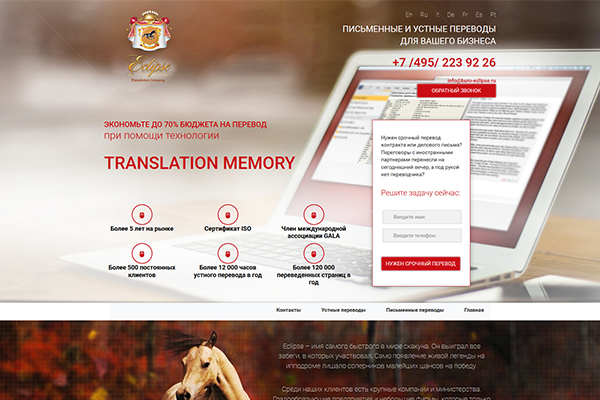 En Ru It De Fr Es Pt
ПИСЬМЕННЫЕ И УСТНЫЕ ПЕРЕВОДЫ
ДЛЯ ВАШЕГО БИЗНЕСА
+7 /495/ 223 92 26
info@buro-eclipse.ru
ОБРАТНЫЙ ЗВОНОК
Eclipse
Translation Company
ЭКОНОМЬТЕ ДО 70% БЮДЖЕТА НА ПЕРЕВОД
при помощи технологии
TRANSLATION MEMORY
Более 5 лет на рынке
Сертификат ISO
Член международной
ассоциации GALA
Более 500 постоянных
клиентов
Более 12 000 часов
устного перевода в год
Более 120 000
переведенных страниц в
год
Нужен срочный перевод
контракта или делового письма?
Переговоры с иностранными
партнерами перенесли на
сегодняшний вечер, а под рукой
нет переводчика?
Решите задачу сейчас:
Введите имя:
Введите телефон:
НУЖЕН СРОЧНЫЙ ПЕРЕВОД
Контакты
Устные переводы
Письменные переводы
Главная
Eclipse – имя самого быстрого в мире скакуна. Он выиграл все
забеги, в которых участвовал. Само появление живой легенды на
ипподроме лишало соперников малейших шансов на победу
Среди наших клиентов есть крупные компании и министерства.